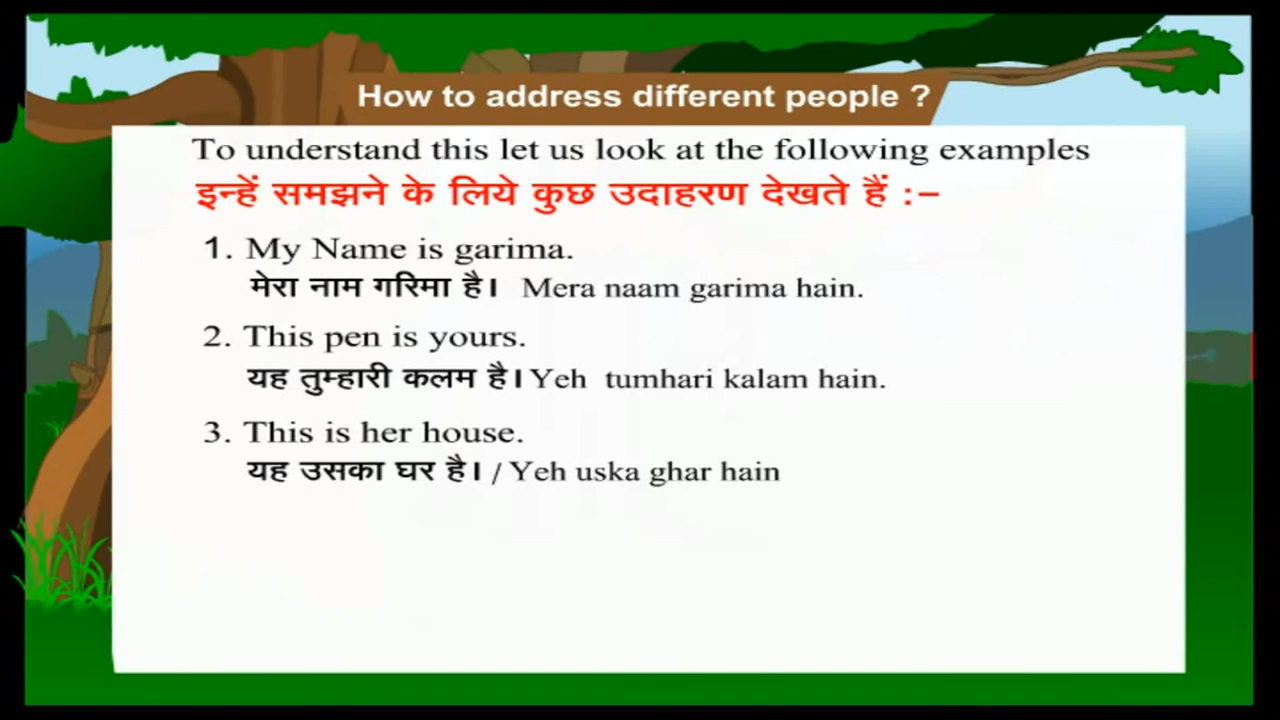 How to address different people ?
To understand this let us look at the following examples
इन्हें समझने के लिये कुछ उदाहरण देखते हैं :–
1. My Name is garima.
मेरा नाम गरिमा है। Mera naam garima hain.
2. This pen is yours.
यह तुम्हारी कलम है। Yeh tumhari kalam hain.
3. This is her house.
यह उसका घर है। / Yeh uska ghar hain